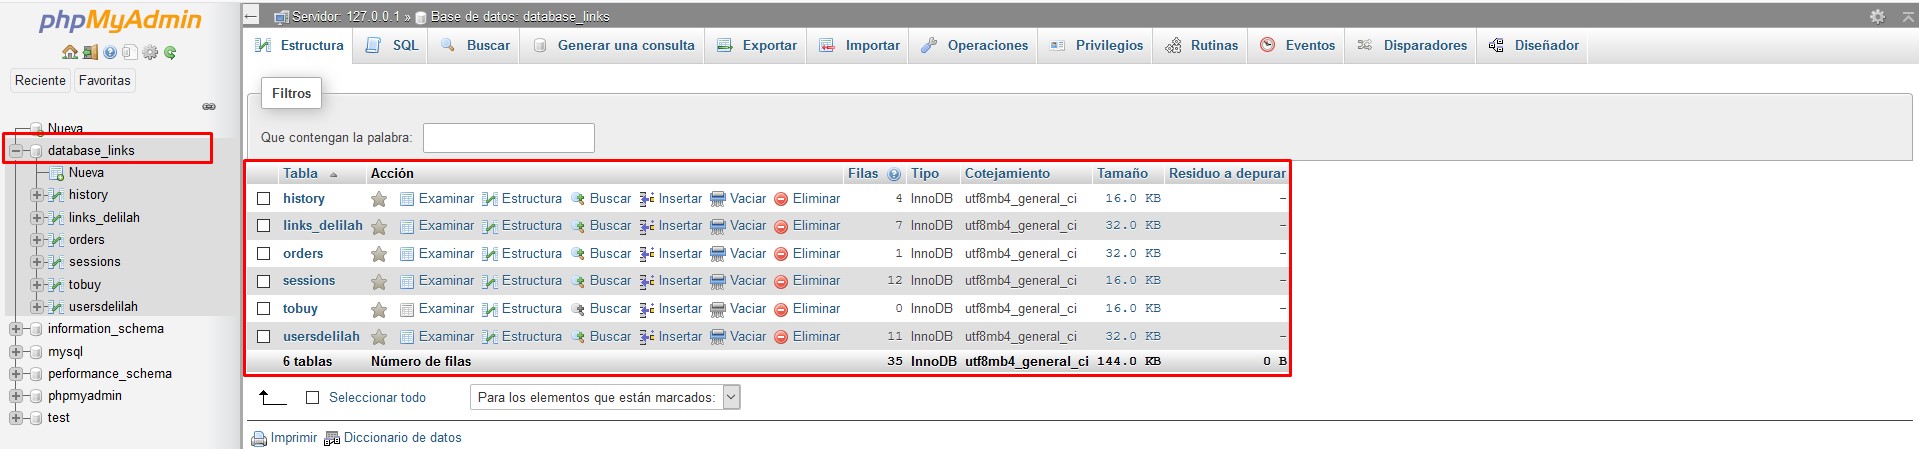 phpMyAdmin
Reciente Favoritas
Nueva
database_links
Nueva
history
links_delilah
orders
sessions
tobuy
usersdelilah
information_schema
mysql
performance_schema
phpmyadmin
test
Servidor: 127.0.0.1 » Base de datos: database_links
Estructura SQL Buscar Generar una consulta Exportar Importar Operaciones Privilegios Rutinas Eventos Disparadores Diseñador
Filtros
Que contengan la palabra:
Tabla Acción Filas Tipo Cotejamiento Tamaño Residuo a depurar
history Examinar Estructura Buscar Insertar Vaciar Eliminar 4 InnoDB utf8mb4_general_ci 16.0 KB -
links_delilah Examinar Estructura Buscar Insertar Vaciar Eliminar 7 InnoDB utf8mb4_general_ci 32.0 KB -
orders Examinar Estructura Buscar Insertar Vaciar Eliminar 1 InnoDB utf8mb4_general_ci 32.0 KB -
sessions Examinar Estructura Buscar Insertar Vaciar Eliminar 12 InnoDB utf8mb4_general_ci 16.0 KB -
tobuy Examinar Estructura Buscar Insertar Vaciar Eliminar 0 InnoDB utf8mb4_general_ci 16.0 KB -
usersdelilah Examinar Estructura Buscar Insertar Vaciar Eliminar 11 InnoDB utf8mb4_general_ci 32.0 KB -
6 tablas Número de filas 35 InnoDB utf8mb4_general_ci 144.0 KB 0 B
Seleccionar todo Para los elementos que están marcados:
Imprimir Diccionario de datos